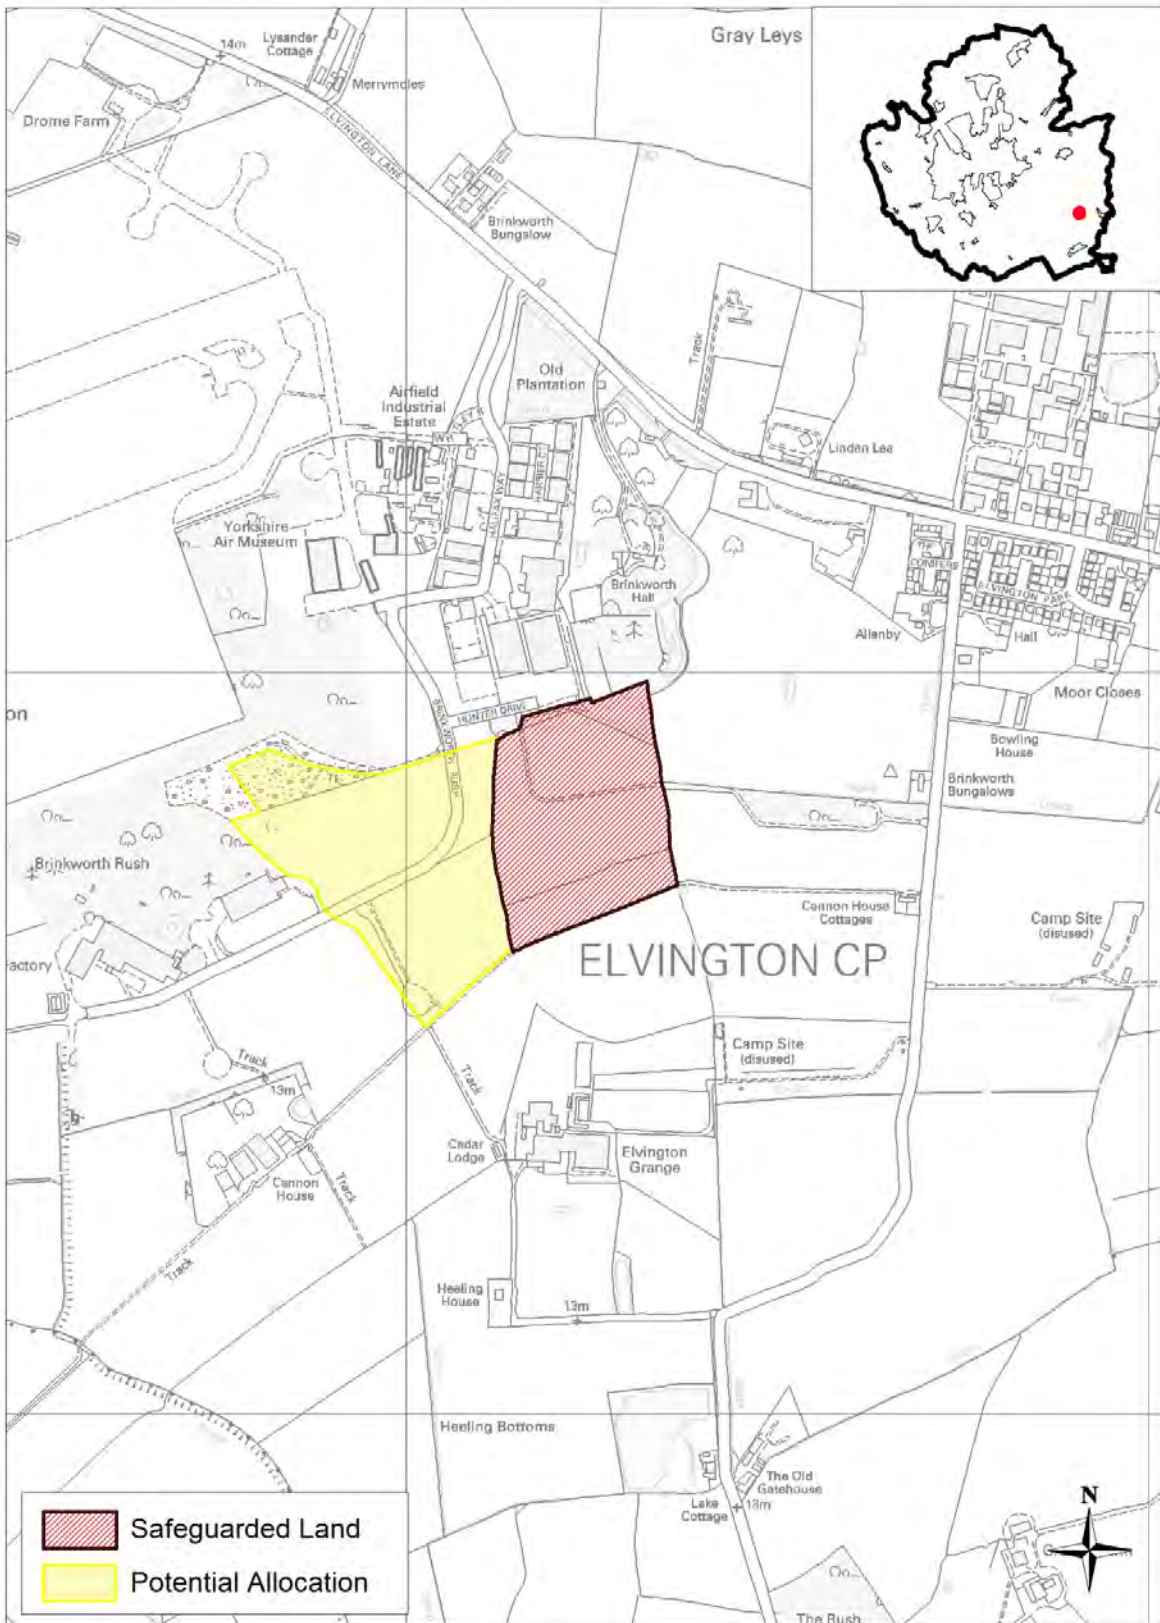 Gray Leys
Lysander
Cottage
14m
Merrymoles
Drome Farm
ELVINGTON LANE
Brinkworth
Bungalow
Track
Old
Plantation
Airfield
Industrial
Estate
Linden Lea
HALIFAX WAY
Yorkshire
Air Museum
THE
CONIFERS
ELVINGTON PARK
Brinkworth
Hall
Allenby
Hall
Moor Closes
on
BRINKWORTH RUSH
HUNTER DRIVE
Bowling
House
Brinkworth
Bungalows
Brinkworth Rush
Cannon House
Cottages
Camp Site
(disused)
actory
ELVINGTON CP
Camp Site
(disused)
Track
13m
Track
Cedar
Lodge
Elvington
Grange
Cannon
House
Track
Track
Heeling
House
13m
Heeling Bottoms
The Old
Gatehouse
Lake
Cottage
13m
N
Safeguarded Land
Potential Allocation
The Rush